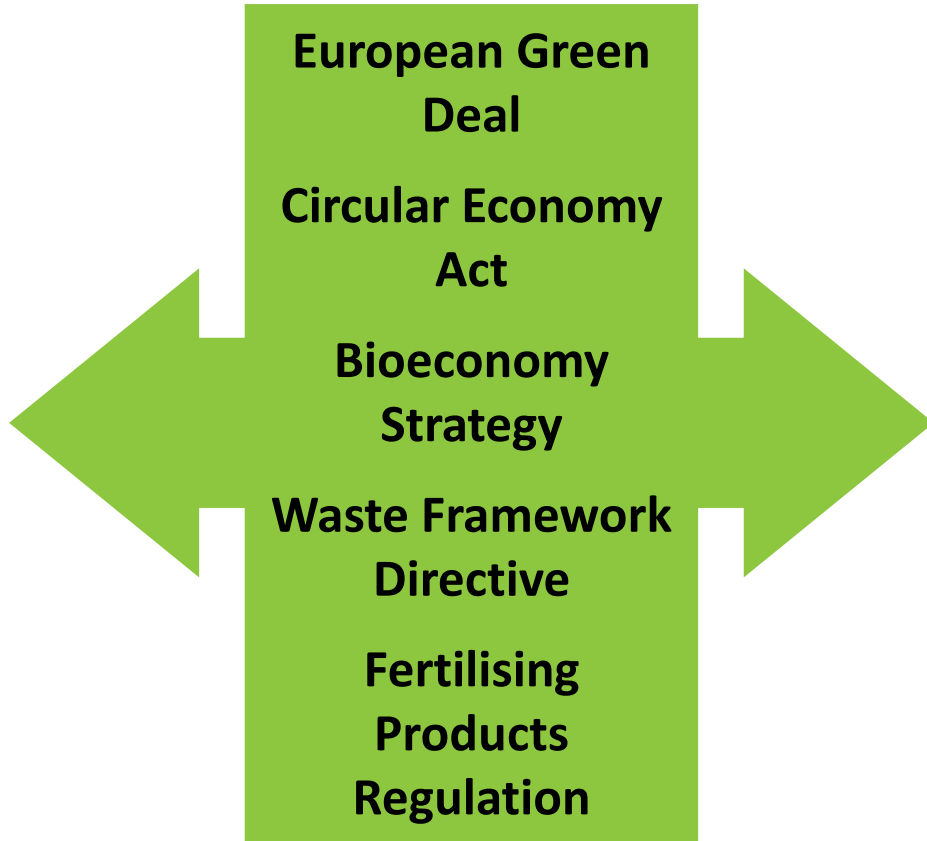 European Green
Deal
Circular Economy
Act
Bioeconomy
Strategy
Waste Framework
Directive
Fertilising
Products
Regulation